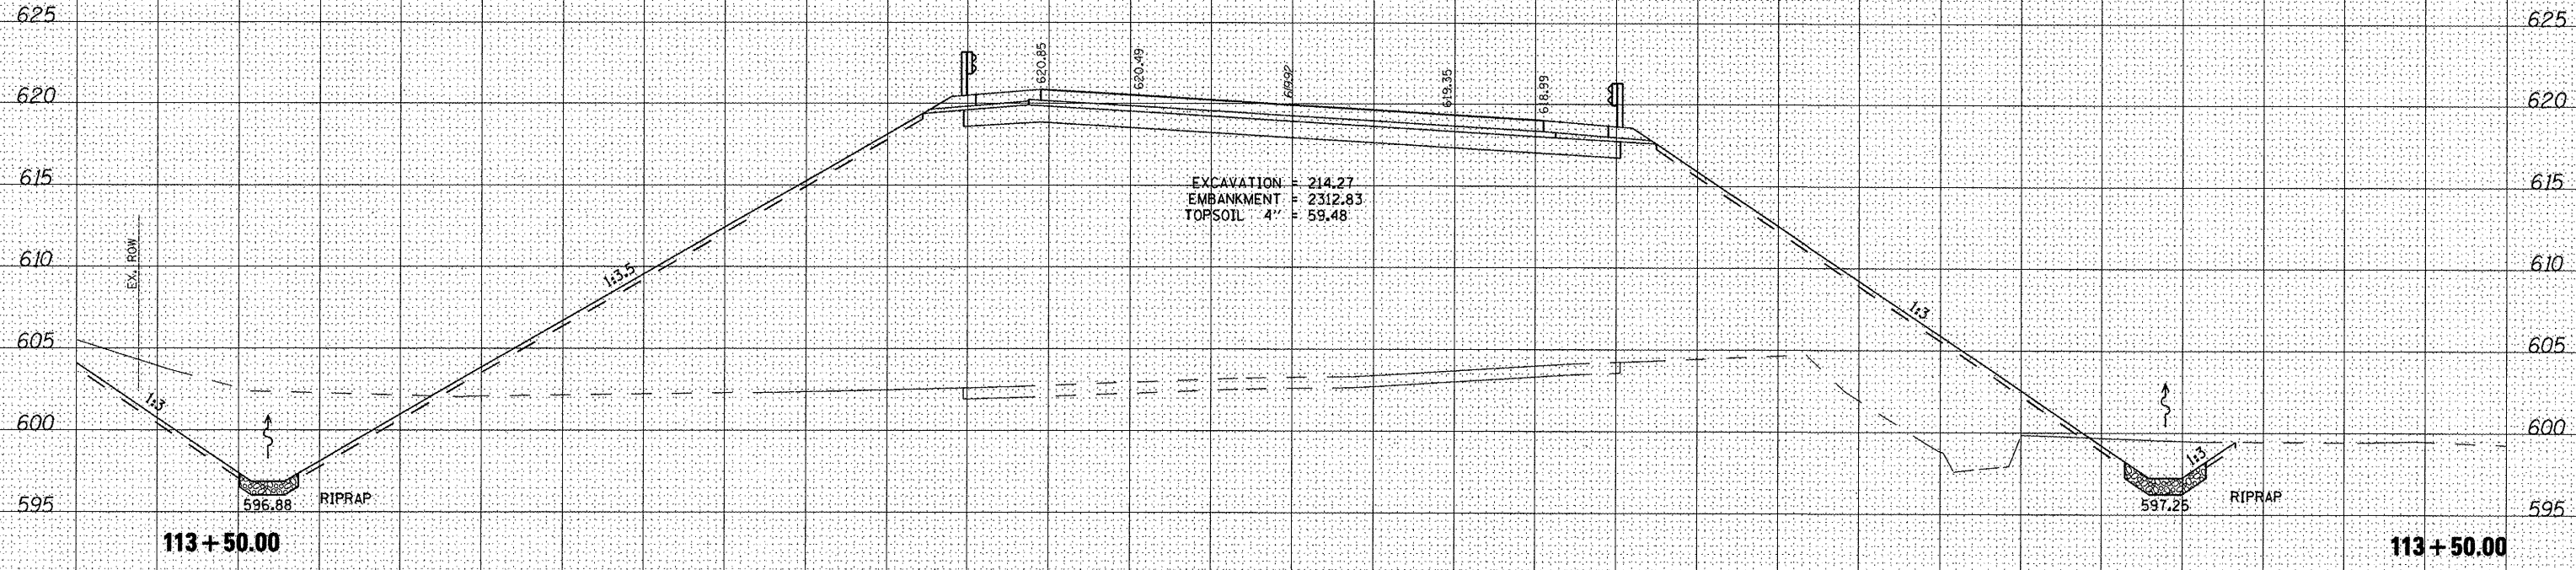 625 625
620.85 620.49 619.92 619.35 618.99
620 620
615 615
EXCAVATION = 214.27
EMBANKMENT = 2312.83
TOPSOIL 4" = 59.48
EX. ROW
610 610
1:3.5
1:3
605 605
1:3
600 600
1:3
596.88 RIPRAP
597.25 RIPRAP
595 595
113+50.00 113+50.00